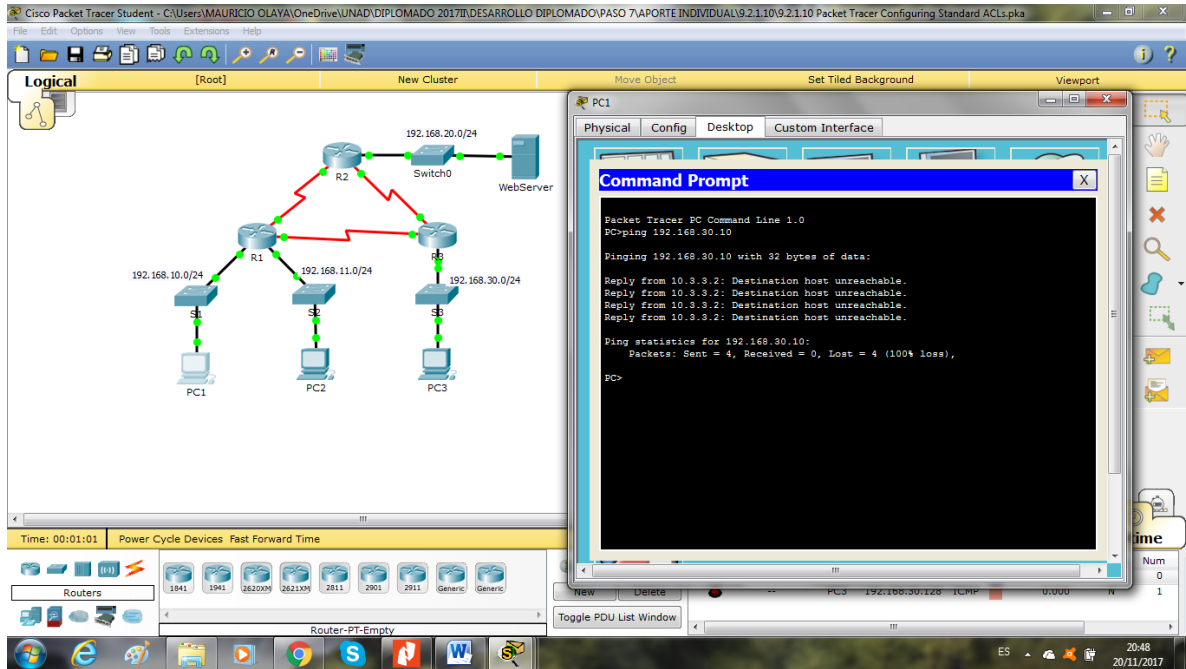 Cisco Packet Tracer Student - C:\Users\MAURICIO OLAYA\OneDrive\UNAD\DIPLOMADO 2017II\DESARROLLO DIPLOMADO\PASO 7\APORTE INDIVIDUAL\9.2.1.10\9.2.1.10 Packet Tracer Configuring Standard ACLs.pka
File Edit Options View Tools Extensions Help
Logical [Root] New Cluster Move Object Set Tiled Background Viewport
PC1
Physical Config Desktop Custom Interface
Command Prompt X
Packet Tracer PC Command Line 1.0
PC>ping 192.168.30.10
Pinging 192.168.30.10 with 32 bytes of data:
Reply from 10.3.3.2: Destination host unreachable.
Reply from 10.3.3.2: Destination host unreachable.
Reply from 10.3.3.2: Destination host unreachable.
Reply from 10.3.3.2: Destination host unreachable.
Ping statistics for 192.168.30.10:
Packets: Sent = 4, Received = 0, Lost = 4 (100% loss),
PC>
192.168.20.0/24
R2
Switch0
WebServer
R1
R3
192.168.10.0/24
192.168.11.0/24
192.168.30.0/24
S1
S2
S3
PC1
PC2
PC3
Time: 00:01:01 Power Cycle Devices Fast Forward Time
ime
Routers
1841 1941 2620XM 2621XM 2811 2901 2911 Generic Generic
Router-PT-Empty
New Delete
Toggle PDU List Window
Num
0
-- PC3 192.168.30.128 ICMP 0.000 N 1
ES
20:48
20/11/2017